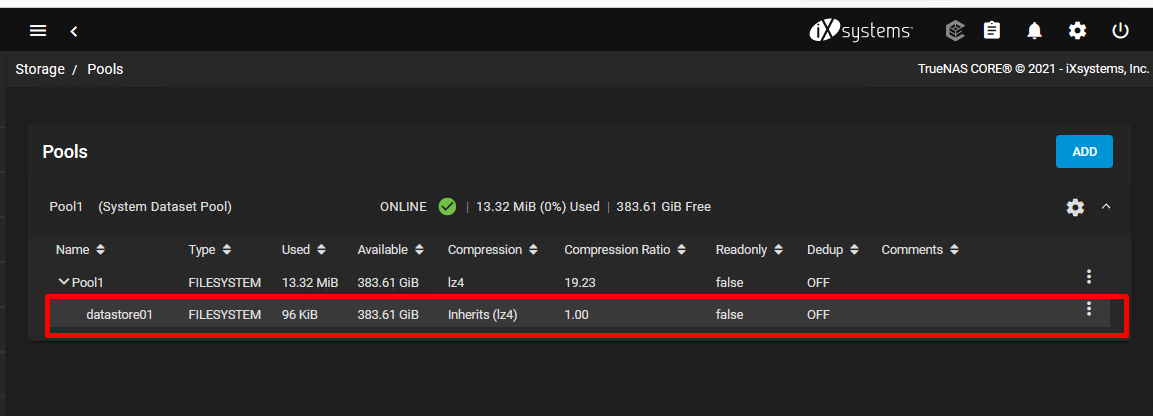 iXsystems™
Storage / Pools
TrueNAS CORE® © 2021 - iXsystems, Inc.
Pools
ADD
Pool1 (System Dataset Pool) ONLINE | 13.32 MiB (0%) Used | 383.61 GiB Free
Name Type Used Available Compression Compression Ratio Readonly Dedup Comments
Pool1 FILESYSTEM 13.32 MiB 383.61 GiB lz4 19.23 false OFF
datastore01 FILESYSTEM 96 KiB 383.61 GiB Inherits (lz4) 1.00 false OFF